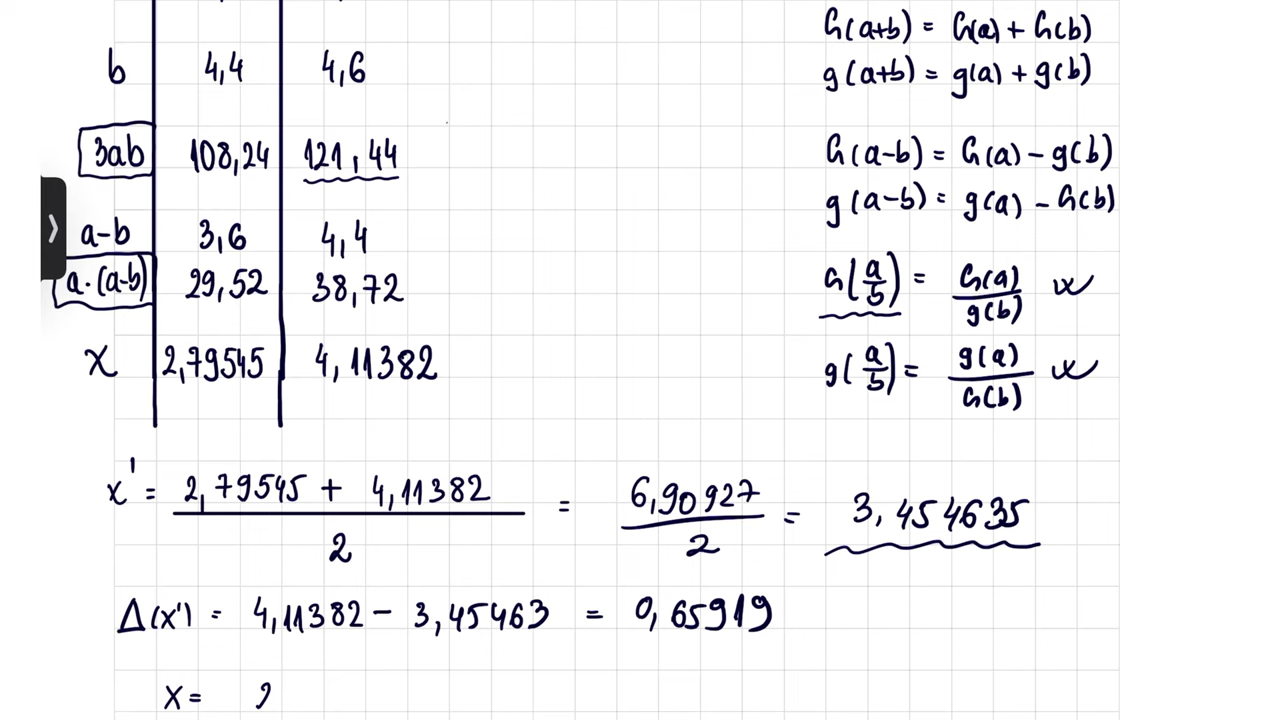 b 4,4 4,6
3ab 108,24 121,44
a-b 3,6 4,4
a·(a-b) 29,52 38,72
x 2,79545 4,11382
h(a+b) = h(a) + h(b)
g(a+b) = g(a) + g(b)
h(a-b) = h(a) - g(b)
g(a-b) = g(a) - h(b)
h(a/b) = h(a)/g(b)
g(a/b) = g(a)/h(b)
x' = (2,79545 + 4,11382)/2 = 6,90927/2 = 3,454635
Δ(x') = 4,11382 - 3,45463 = 0,65919
x =